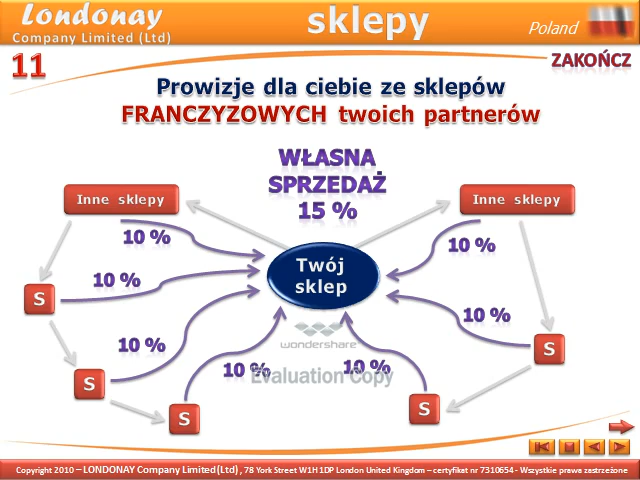 Londonay
Company Limited (Ltd)
sklepy
Poland
11
ZAKOŃCZ
Prowizje dla ciebie ze sklepów
FRANCZYZOWYCH twoich partnerów
WŁASNA
SPRZEDAŻ
15 %
Inne sklepy
Inne sklepy
10 %
10 %
Twój
sklep
10 %
S
10 %
wondershare
10 %
S
10 %
10 %
Evaluation Copy
S
S
S
Copyright 2010 – LONDONAY Company Limited (Ltd) , 78 York Street W1H 1DP London United Kingdom – certyfikat nr 7310654 - Wszystkie prawa zastrzeżone